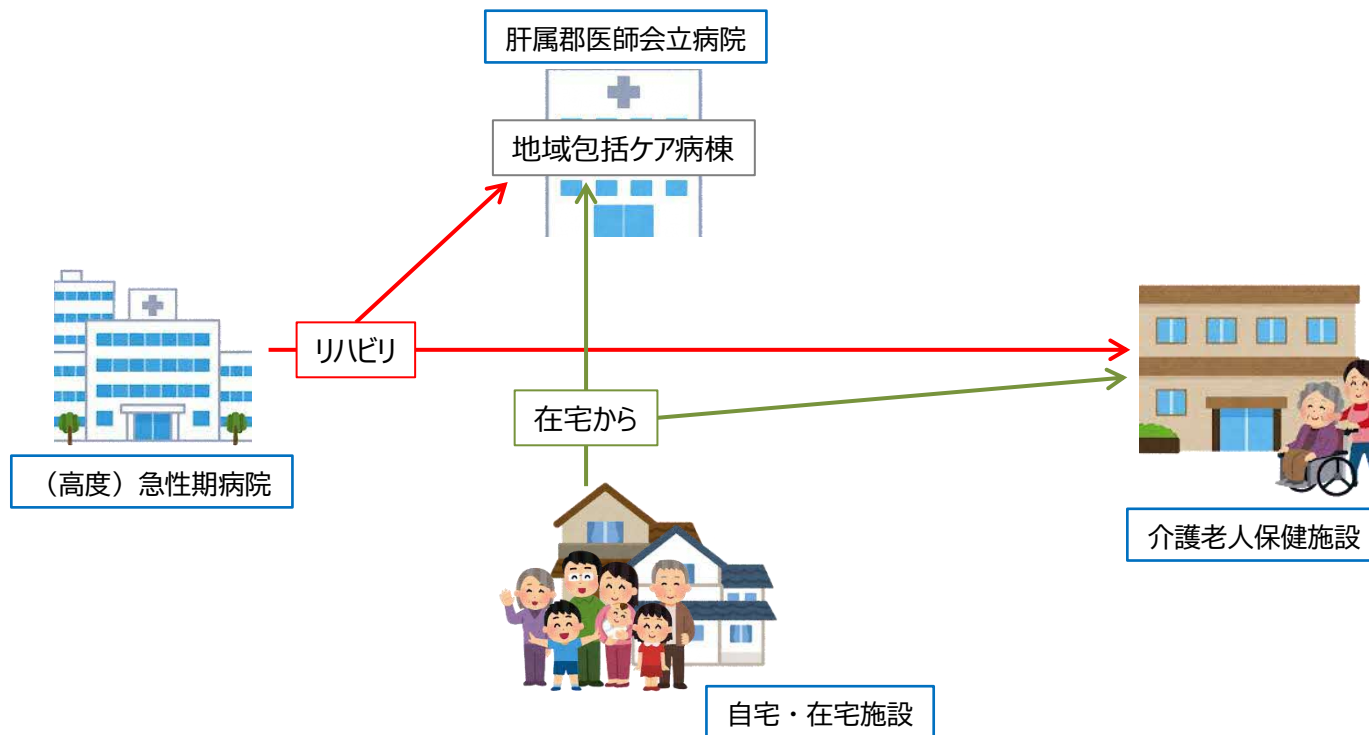 肝属郡医師会立病院
地域包括ケア病棟
リハビリ
在宅から
（高度）急性期病院
介護老人保健施設
自宅・在宅施設